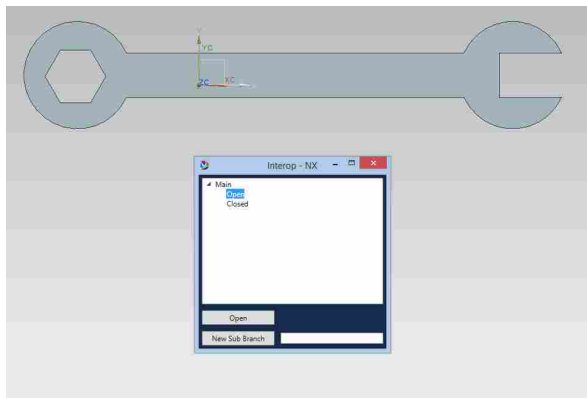 Y
YC
ZC
XC
Interop - NX
Main
Open
Closed
Open
New Sub Branch